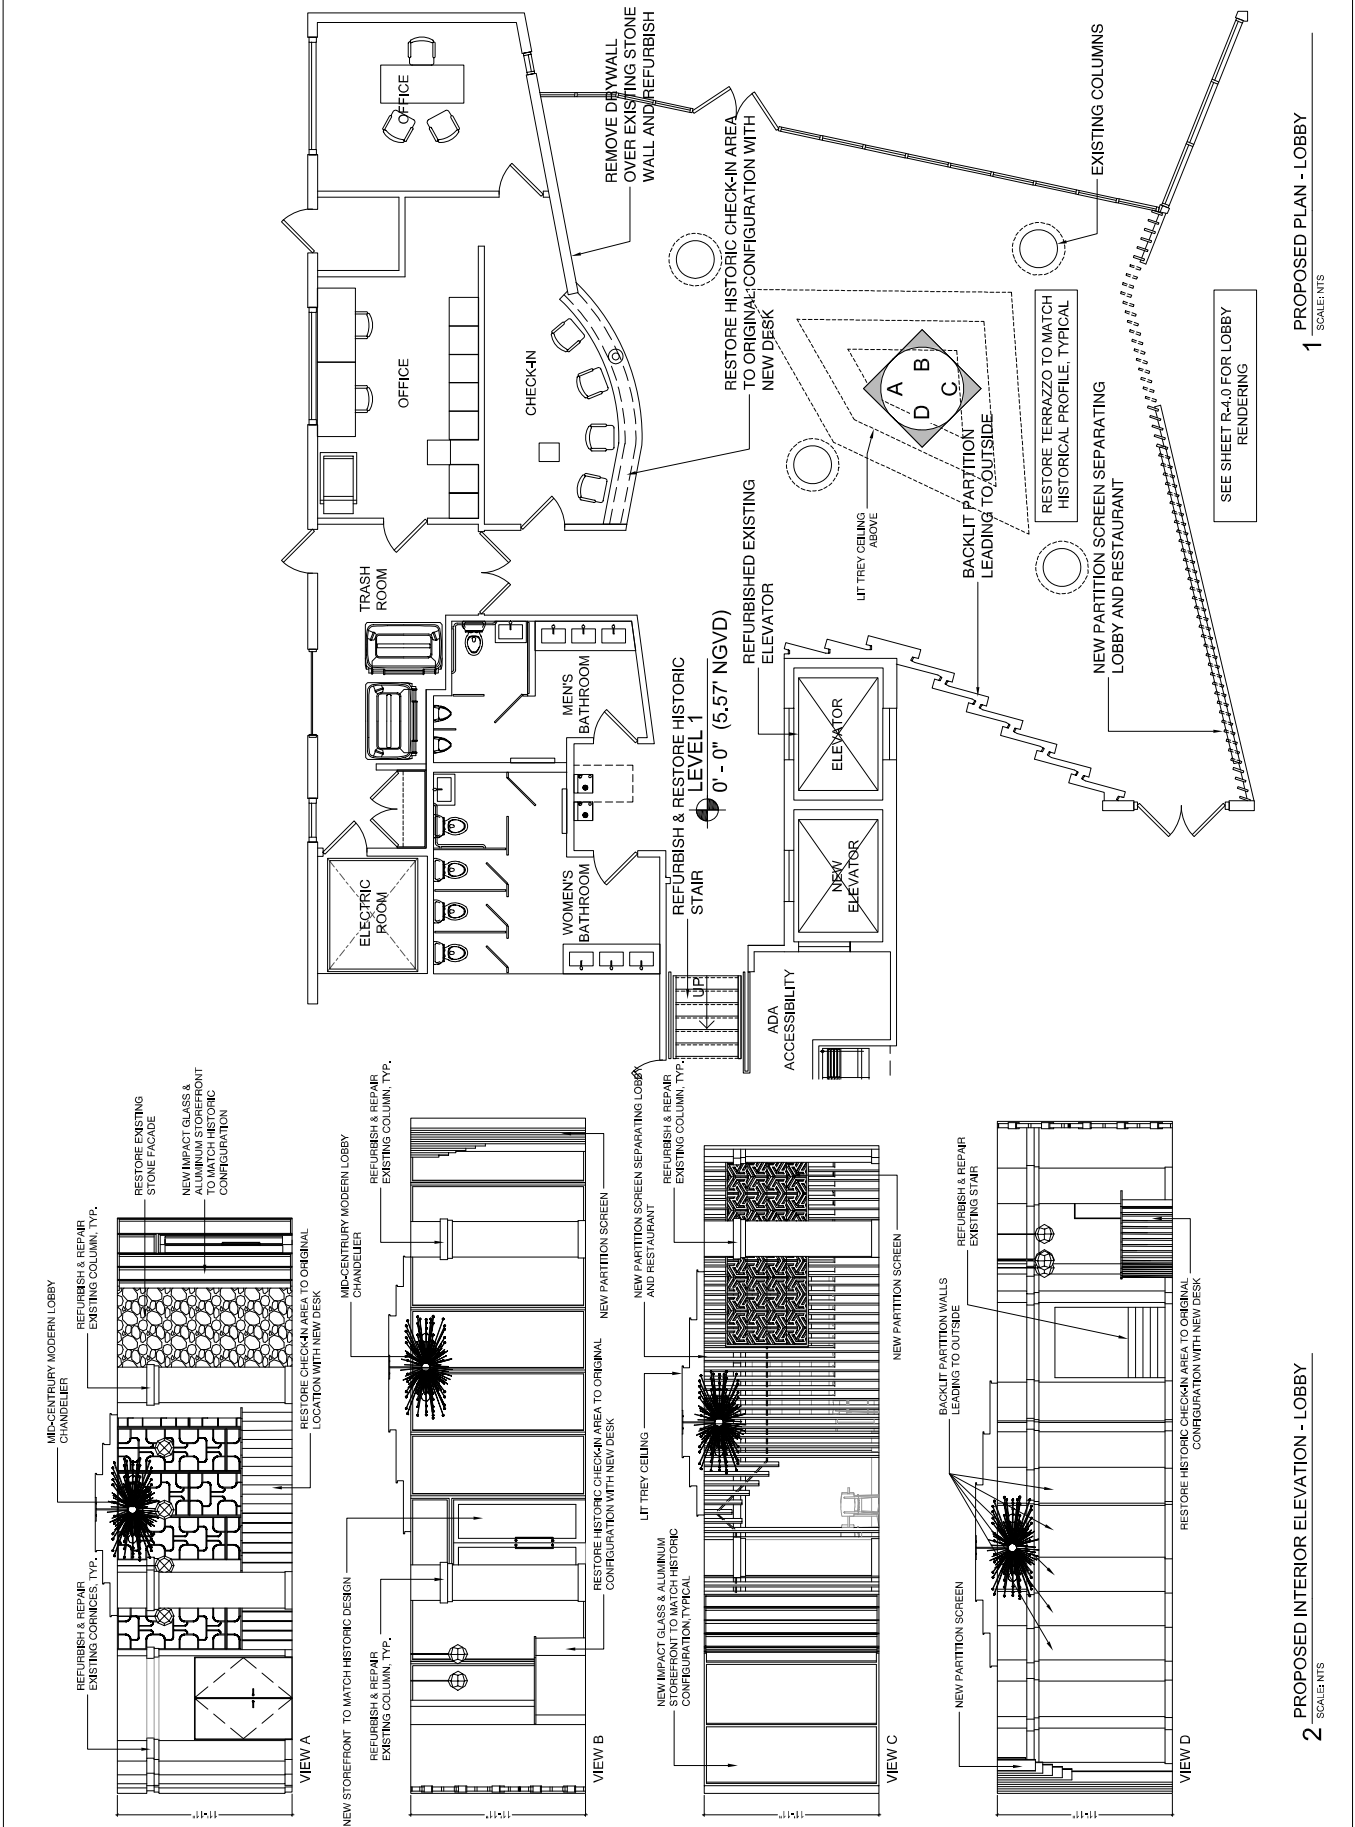 OFFICE
REMOVE DRYWALL
OVER EXISTING STONE
WALL AND REFURBISH
EXISTING COLUMNS
OFFICE
CHECK-IN
RESTORE HISTORIC CHECK-IN AREA
TO ORIGINAL CONFIGURATION WITH
NEW DESK
A
B
C
D
LIT TREY CEILING
ABOVE
BACKLIT PARTITION
LEADING TO OUTSIDE
RESTORE TERRAZZO TO MATCH
HISTORICAL PROFILE, TYPICAL
NEW PARTITION SCREEN SEPARATING
LOBBY AND RESTAURANT
SEE SHEET R-4.0 FOR LOBBY
RENDERING
TRASH
ROOM
MEN'S
BATHROOM
WOMEN'S
BATHROOM
ELECTRIC
ROOM
REFURBISH & RESTORE HISTORIC
STAIR
LEVEL 1
0' - 0" (5.57' NGVD)
REFURBISHED EXISTING
ELEVATOR
ELEVATOR
NEW
ELEVATOR
UP
ADA
ACCESSIBILITY
1
PROPOSED PLAN - LOBBY
SCALE: NTS
REFURBISH & REPAIR
EXISTING CORNICES, TYP.
MID-CENTRURY MODERN LOBBY
CHANDELIER
REFURBISH & REPAIR
EXISTING COLUMN, TYP.
RESTORE EXISTING
STONE FACADE
NEW IMPACT GLASS &
ALUMINUM STOREFRONT
TO MATCH HISTORIC
CONFIGURATION
RESTORE CHECK-IN AREA TO ORIGINAL
LOCATION WITH NEW DESK
11'-11"
VIEW A
NEW STOREFRONT TO MATCH HISTORIC DESIGN
REFURBISH & REPAIR
EXISTING COLUMN, TYP.
MID-CENTRURY MODERN LOBBY
CHANDELIER
REFURBISH & REPAIR
EXISTING COLUMN, TYP.
RESTORE HISTORIC CHECK-IN AREA TO ORIGINAL
CONFIGURATION WITH NEW DESK
NEW PARTITION SCREEN
11'-11"
VIEW B
NEW IMPACT GLASS & ALUMINUM
STOREFRONT TO MATCH HISTORIC
CONFIGURATION, TYPICAL
LIT TREY CEILING
NEW PARTITION SCREEN SEPARATING LOBBY
AND RESTAURANT
REFURBISH & REPAIR
EXISTING COLUMN, TYP.
NEW PARTITION SCREEN
11'-11"
VIEW C
NEW PARTITION SCREEN
BACKLIT PARTITION WALLS
LEADING TO OUTSIDE
REFURBISH & REPAIR
EXISTING STAIR
RESTORE HISTORIC CHECK-IN AREA TO ORIGINAL
CONFIGURATION WITH NEW DESK
11'-11"
VIEW D
2
PROPOSED INTERIOR ELEVATION - LOBBY
SCALE: NTS